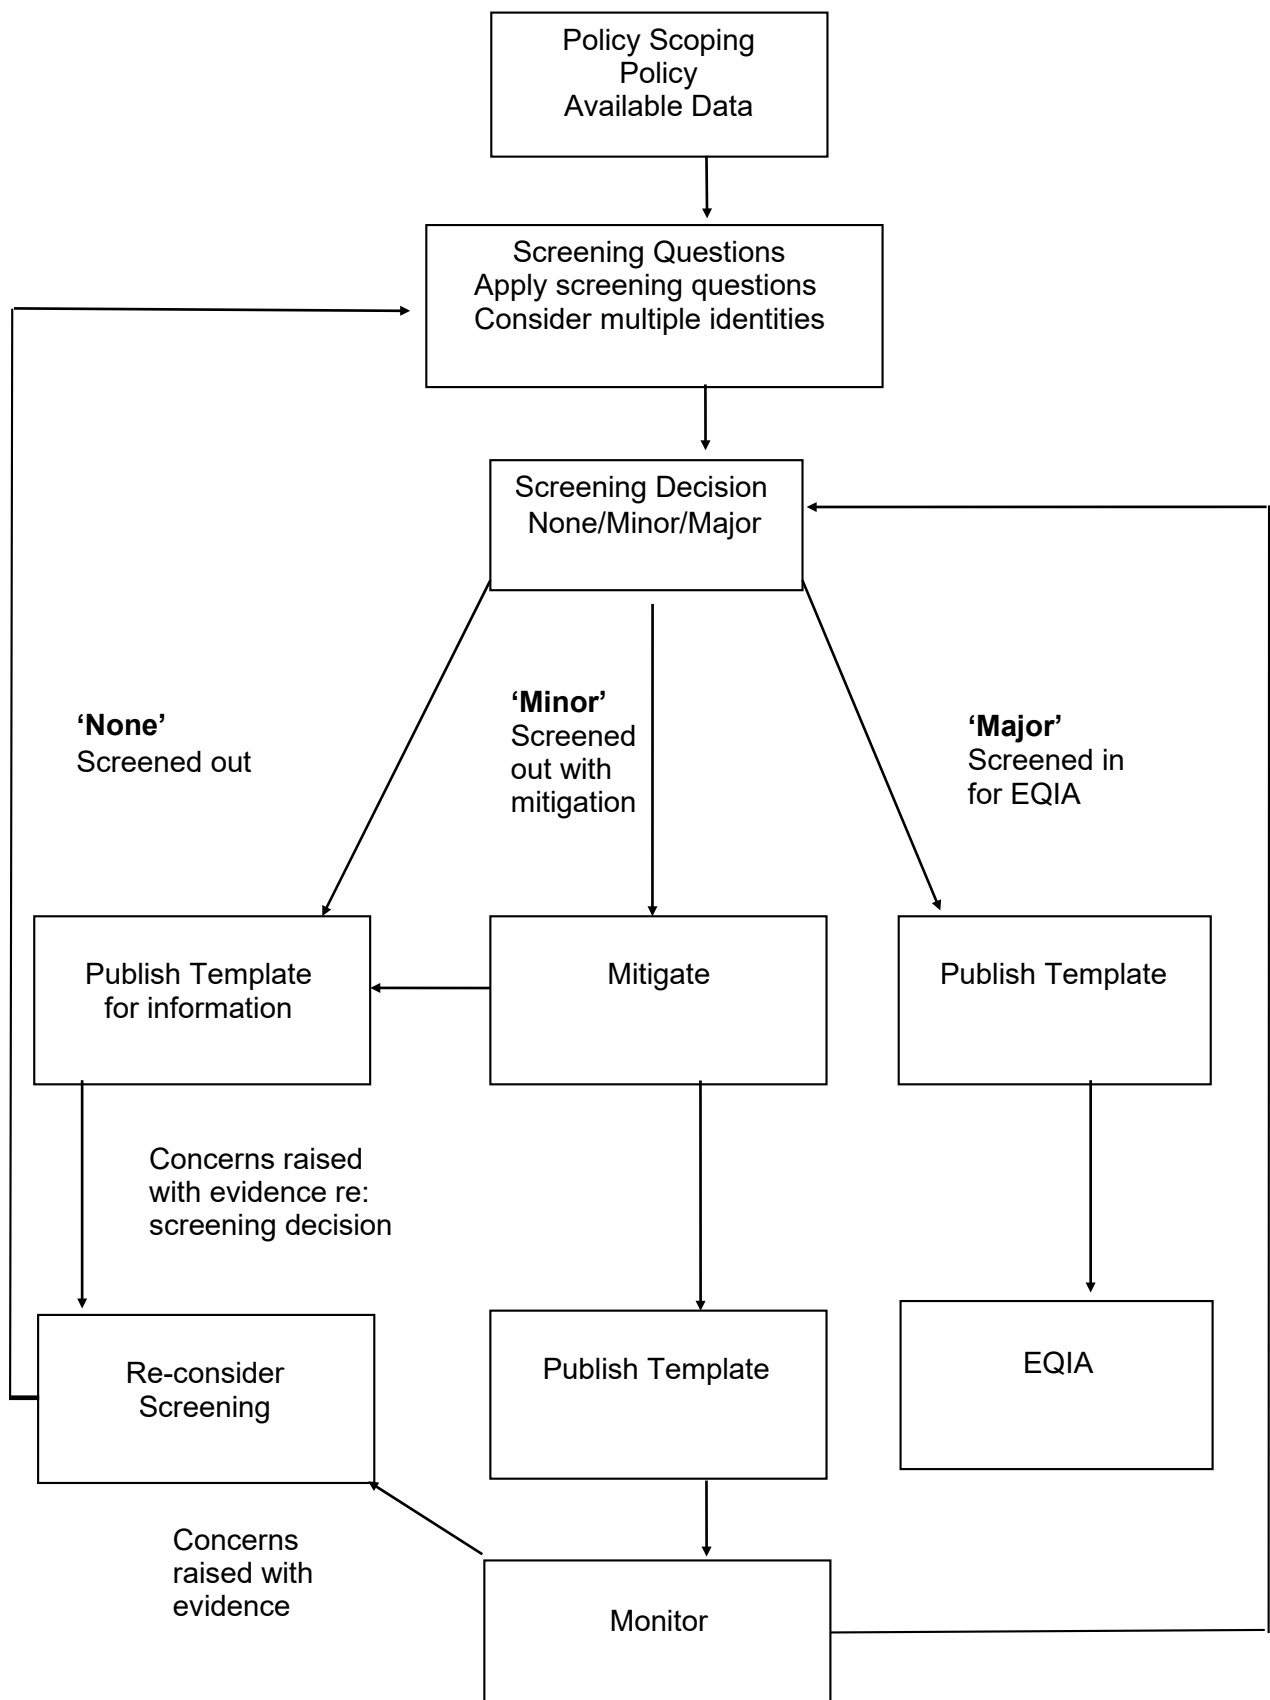 Policy Scoping
Policy
Available Data
Screening Questions
Apply screening questions
Consider multiple identities
Screening Decision
None/Minor/Major
‘None’
Screened out
‘Minor’
Screened
out with
mitigation
‘Major’
Screened in
for EQIA
Publish Template
for information
Mitigate
Publish Template
Concerns raised
with evidence re:
screening decision
Re-consider
Screening
Publish Template
EQIA
Concerns
raised with
evidence
Monitor